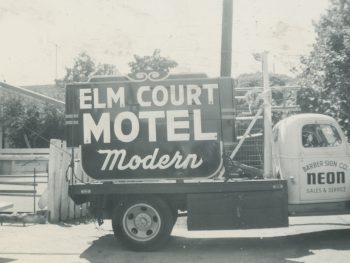 ELM COURT
MOTEL
Modern
BARBER SIGN CO.
NEON
SALES & SERVICE